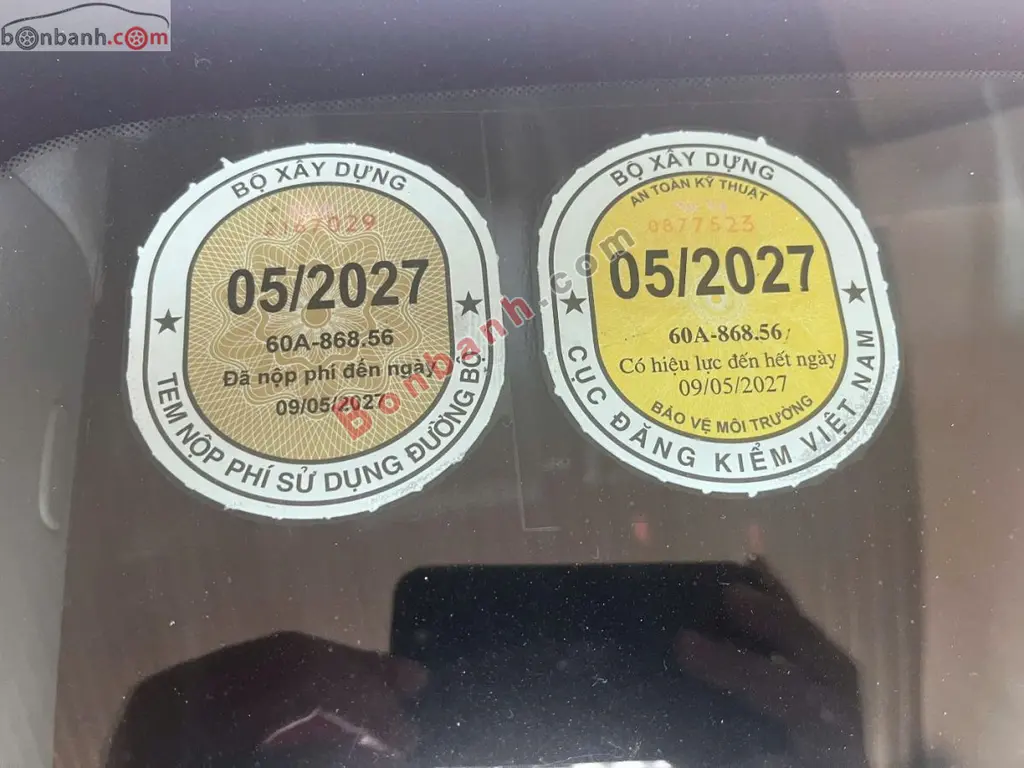 bonbanh.com
BỘ XÂY DỰNG
2167029
05/2027
60A-868.56
Đã nộp phí đến ngày
09/05/2027
TEM NỘP PHÍ SỬ DỤNG ĐƯỜNG BỘ
BỘ XÂY DỰNG
AN TOÀN KỸ THUẬT
0877523
05/2027
60A-868.56
Có hiệu lực đến hết ngày
09/05/2027
BẢO VỆ MÔI TRƯỜNG
CỤC ĐĂNG KIỂM VIỆT NAM
Bonbanh.com